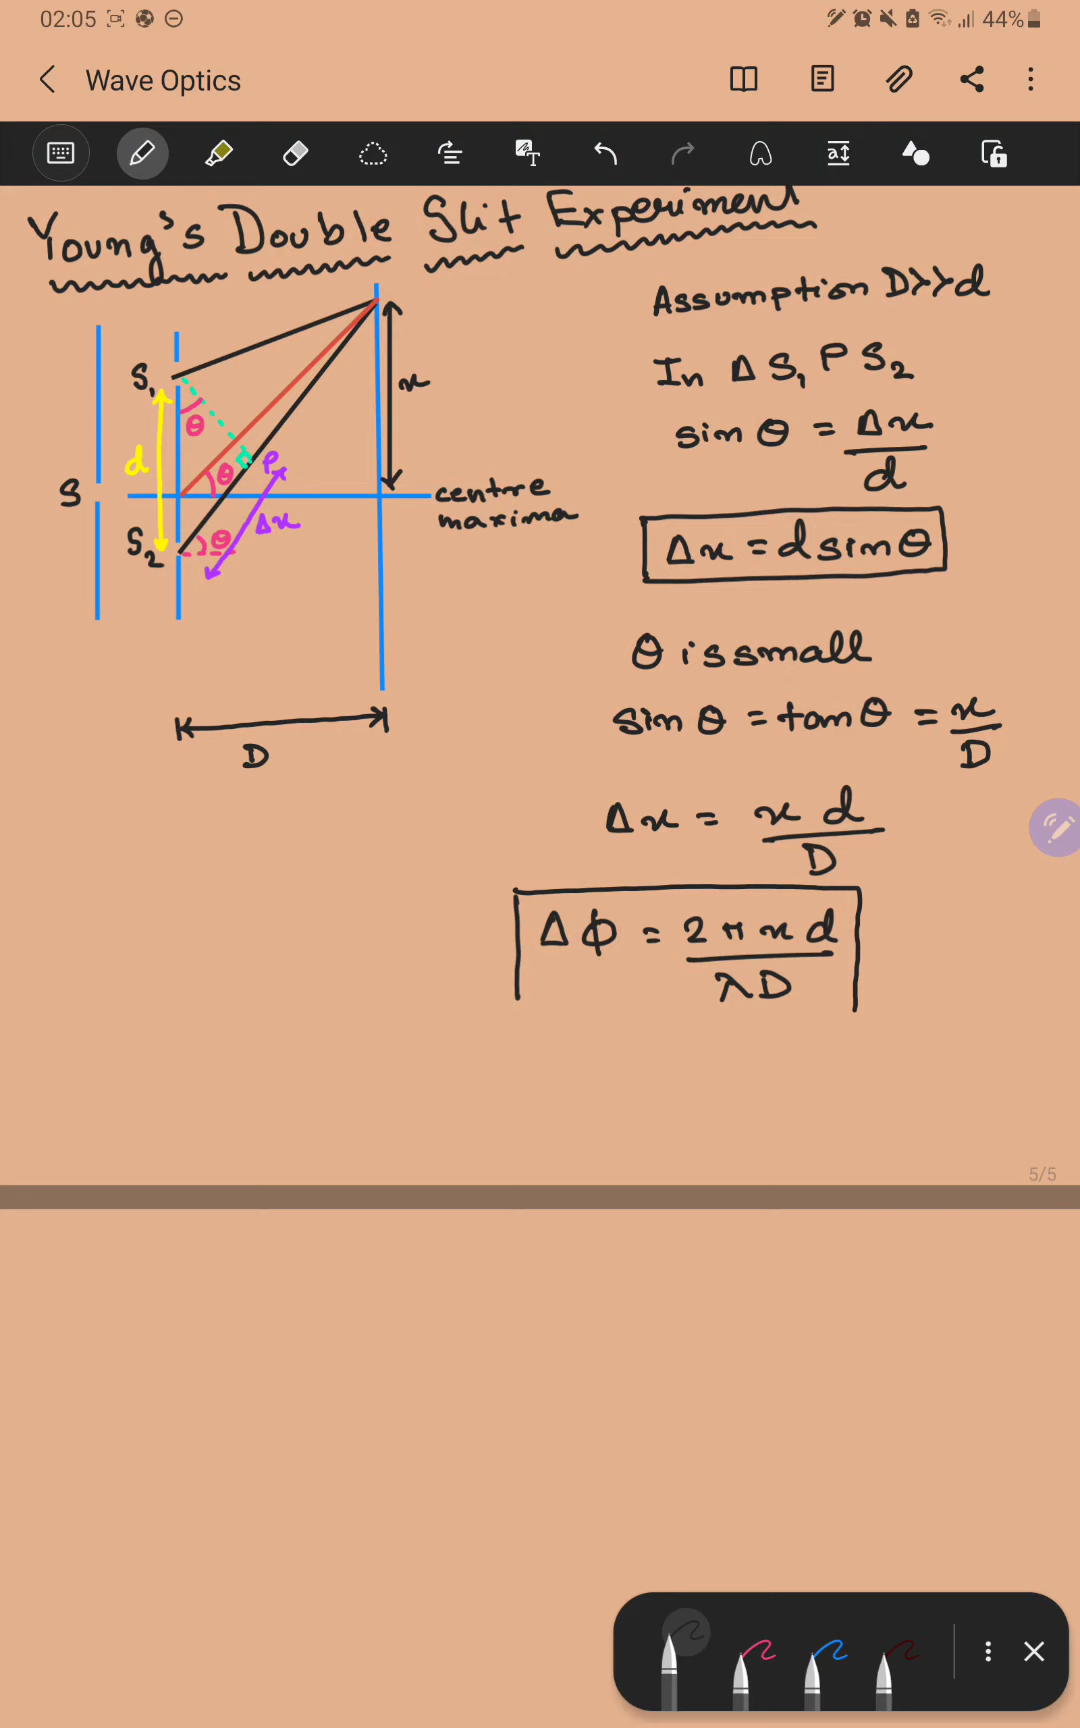 02:05 44%
Wave Optics
Young's Double Slit Experiment
Assumption D>>d
In Δ S₁ P S₂
sin θ = Δx/d
Δx = d sin θ
θ is small
sin θ = tan θ = x/D
Δx = x d/D
Δφ = 2π x d/λD
S₁
θ
d
θ
P
x
S
centre
maxima
Δx
S₂
θ
D
5/5